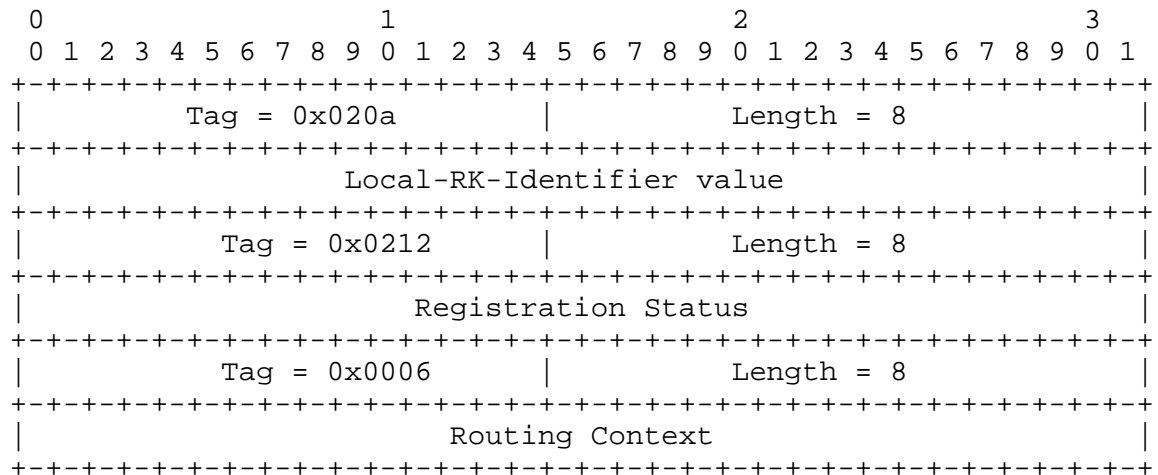 0                   1                   2                   3
 0 1 2 3 4 5 6 7 8 9 0 1 2 3 4 5 6 7 8 9 0 1 2 3 4 5 6 7 8 9 0 1
+-+-+-+-+-+-+-+-+-+-+-+-+-+-+-+-+-+-+-+-+-+-+-+-+-+-+-+-+-+-+-+-+
|         Tag = 0x020a        |          Length = 8             |
+-+-+-+-+-+-+-+-+-+-+-+-+-+-+-+-+-+-+-+-+-+-+-+-+-+-+-+-+-+-+-+-+
|                  Local-RK-Identifier value                    |
+-+-+-+-+-+-+-+-+-+-+-+-+-+-+-+-+-+-+-+-+-+-+-+-+-+-+-+-+-+-+-+-+
|           Tag = 0x0212      |          Length = 8             |
+-+-+-+-+-+-+-+-+-+-+-+-+-+-+-+-+-+-+-+-+-+-+-+-+-+-+-+-+-+-+-+-+
|                      Registration Status                      |
+-+-+-+-+-+-+-+-+-+-+-+-+-+-+-+-+-+-+-+-+-+-+-+-+-+-+-+-+-+-+-+-+
|           Tag = 0x0006      |          Length = 8             |
+-+-+-+-+-+-+-+-+-+-+-+-+-+-+-+-+-+-+-+-+-+-+-+-+-+-+-+-+-+-+-+-+
|                        Routing Context                        |
+-+-+-+-+-+-+-+-+-+-+-+-+-+-+-+-+-+-+-+-+-+-+-+-+-+-+-+-+-+-+-+-+